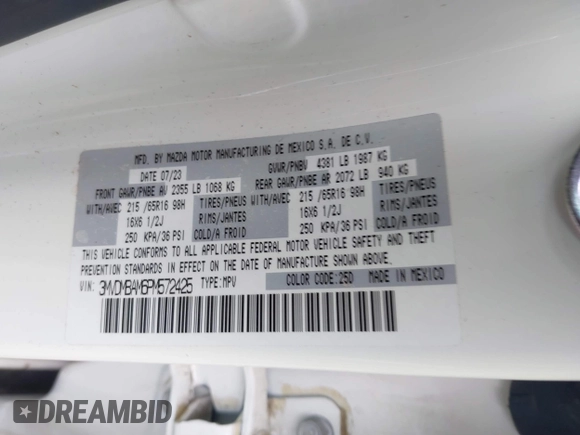 MFD. BY MAZDA MOTOR MANUFACTURING DE MEXICO S.A. DE C.V.
DATE 07/23 GVWR/PNBV 4381 LB 1987 KG
FRONT GAWR/PNBE AV 2355 LB 1068 KG REAR GAWR/PNBE AR 2072 LB 940 KG
WITH/AVEC 215 /65R16 98H TIRES/PNEUS WITH/AVEC 215 /65R16 98H TIRES/PNEUS
16X6 1/2J RIMS/JANTES 16X6 1/2J RIMS/JANTES
250 KPA/36 PSI COLD/A FROID 250 KPA/36 PSI COLD/A FROID
THIS VEHICLE CONFORMS TO ALL APPLICABLE FEDERAL MOTOR VEHICLE SAFETY, BUMPER, AND THEFT
PREVENTION STANDARDS IN EFFECT ON THE DATE OF MANUFACTURE SHOWN ABOVE.
VIN: 3MVDMBAM6PM572425 TYPE: MPV COLOR CODE:25D MADE IN MEXICO
DREAMBID